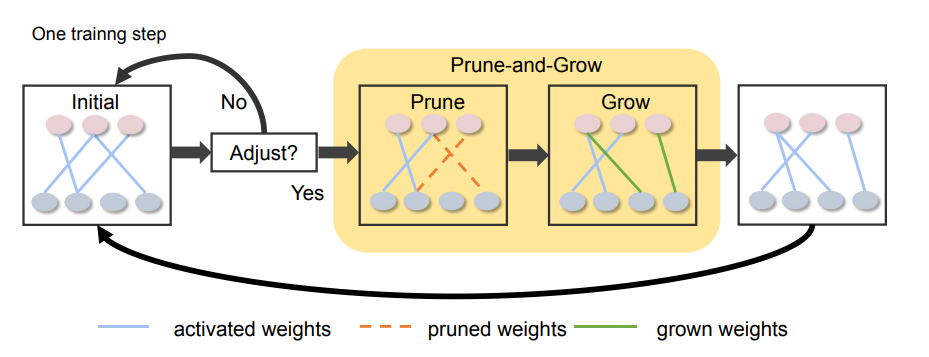 One trainng step
Prune-and-Grow
Initial
No
Prune
Grow
Adjust?
Yes
activated weights
pruned weights
grown weights